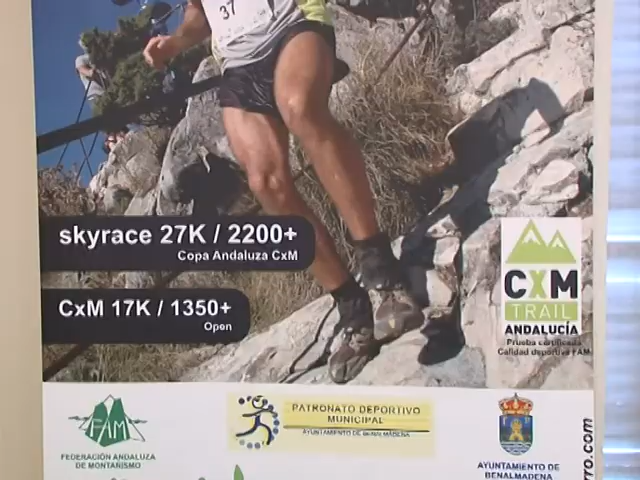 37
skyrace 27K / 2200+
Copa Andaluza CxM
CxM 17K / 1350+
Open
CXM
TRAIL
ANDALUCÍA
Prueba certificada
Calidad deportiva FAM
FAM
FEDERACIÓN ANDALUZA
DE MONTAÑISMO
PATRONATO DEPORTIVO
MUNICIPAL
AYUNTAMIENTO DE BENALMÁDENA
AYUNTAMIENTO DE
BENALMADENA
rro.com